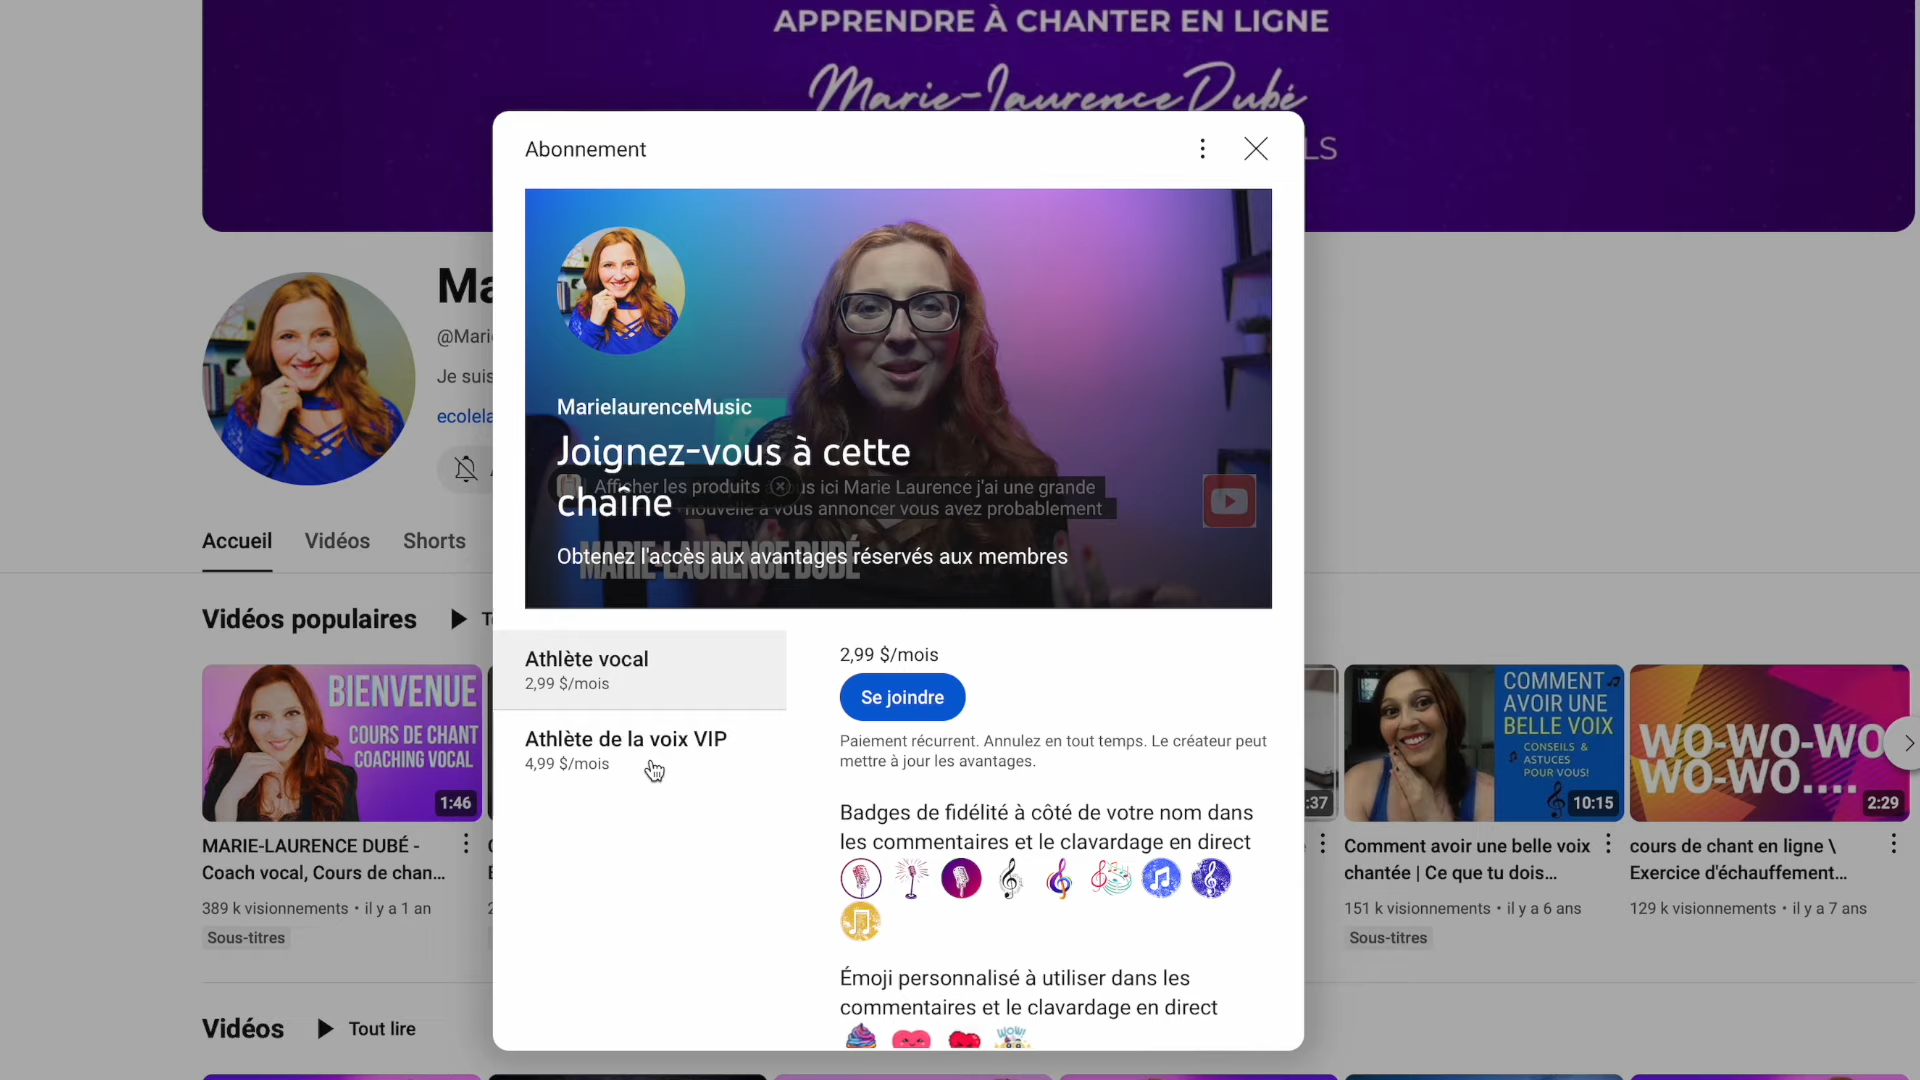 APPRENDRE À CHANTER EN LIGNE
Marie-Laurence Dubé
LS
Abonnement
MarielaurenceMusic
Joignez-vous à cette
chaîne
Afficher les produits
us ici Marie Laurence j'ai une grande
nouvelle à vous annoncer vous avez probablement
Obtenez l'accès aux avantages réservés aux membres
MARIE-LAURENCE DUBÉ
Ma
@Mari
Je suis
ecolela
Accueil
Vidéos
Shorts
Vidéos populaires
Athlète vocal
2,99 $/mois
Athlète de la voix VIP
4,99 $/mois
2,99 $/mois
Se joindre
Paiement récurrent. Annulez en tout temps. Le créateur peut
mettre à jour les avantages.
Badges de fidélité à côté de votre nom dans
les commentaires et le clavardage en direct
Émoji personnalisé à utiliser dans les
commentaires et le clavardage en direct
WOW!
BIENVENUE
COURS DE CHANT
COACHING VOCAL
1:46
MARIE-LAURENCE DUBÉ -
Coach vocal, Cours de chan...
389 k visionnements • il y a 1 an
Sous-titres
:37
COMMENT
AVOIR UNE
BELLE VOIX
CONSEILS &
ASTUCES
POUR VOUS!
10:15
Comment avoir une belle voix
chantée | Ce que tu dois...
151 k visionnements • il y a 6 ans
Sous-titres
WO-WO-WO
WO-WO....
2:29
cours de chant en ligne \
Exercice d'échauffement...
129 k visionnements • il y a 7 ans
Vidéos
Tout lire